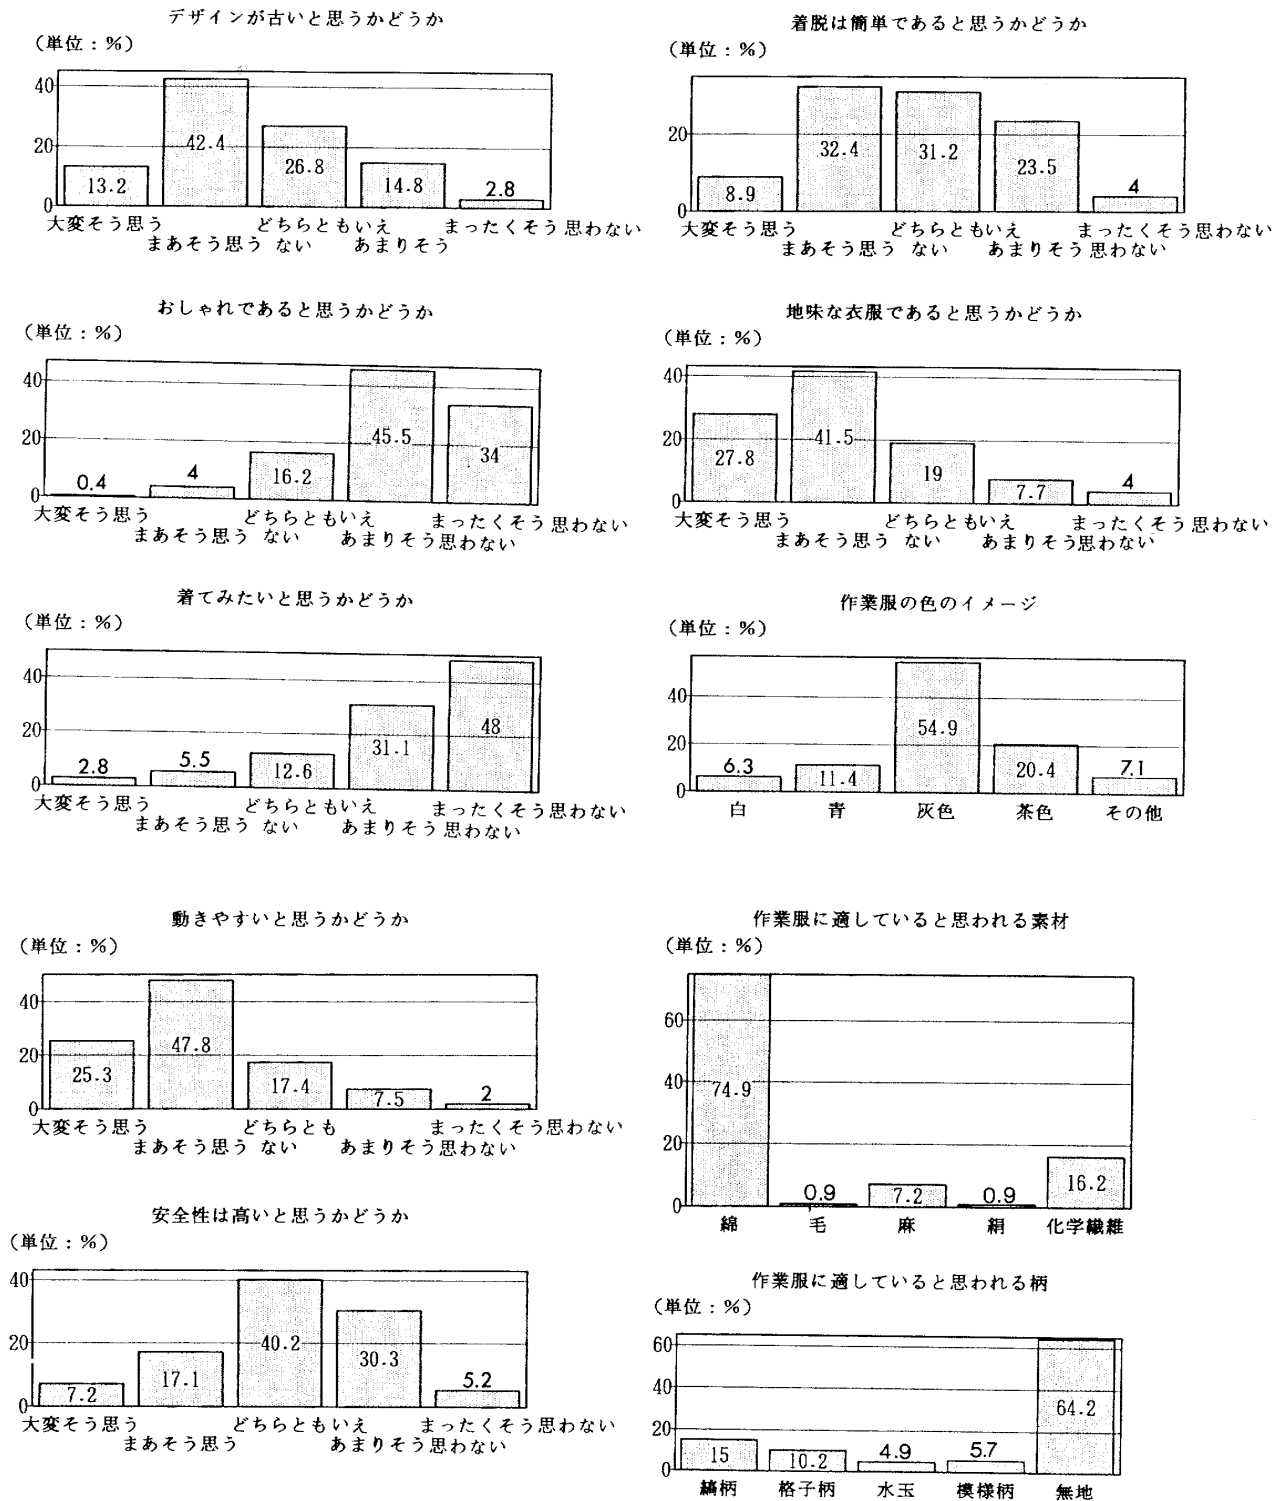 デザインが古いと思うかどうか
（単位：％）
40
20
0
13.2
42.4
26.8
14.8
2.8
大変そう思う
まあそう思う
どちらともいえ
ない
あまりそう
まったくそう思わない
おしゃれであると思うかどうか
（単位：％）
40
20
0
0.4
4
16.2
45.5
34
大変そう思う
まあそう思う
どちらともいえ
ない
あまりそう思わない
まったくそう思わない
着てみたいと思うかどうか
（単位：％）
40
20
0
2.8
5.5
12.6
31.1
48
大変そう思う
まあそう思う
どちらともいえ
ない
あまりそう思わない
まったくそう思わない
動きやすいと思うかどうか
（単位：％）
40
20
0
25.3
47.8
17.4
7.5
2
大変そう思う
まあそう思う
どちらとも
ない
あまりそう思わない
まったくそう思わない
安全性は高いと思うかどうか
（単位：％）
40
20
0
7.2
17.1
40.2
30.3
5.2
大変そう思う
まあそう思う
どちらともいえ
ない
あまりそう思わない
まったくそう思わない
着脱は簡単であると思うかどうか
（単位：％）
20
0
8.9
32.4
31.2
23.5
4
大変そう思う
まあそう思う
どちらともいえ
ない
あまりそう思わない
まったくそう思わない
地味な衣服であると思うかどうか
（単位：％）
40
20
0
27.8
41.5
19
7.7
4
大変そう思う
まあそう思う
どちらともいえ
ない
あまりそう思わない
まったくそう思わない
作業服の色のイメージ
（単位：％）
40
20
0
6.3
11.4
54.9
20.4
7.1
白
青
灰色
茶色
その他
作業服に適していると思われる素材
（単位：％）
60
40
20
0
74.9
0.9
7.2
0.9
16.2
綿
毛
麻
絹
化学繊維
作業服に適していると思われる柄
（単位：％）
60
40
20
0
15
10.2
4.9
5.7
64.2
縞柄
格子柄
水玉
模様柄
無地